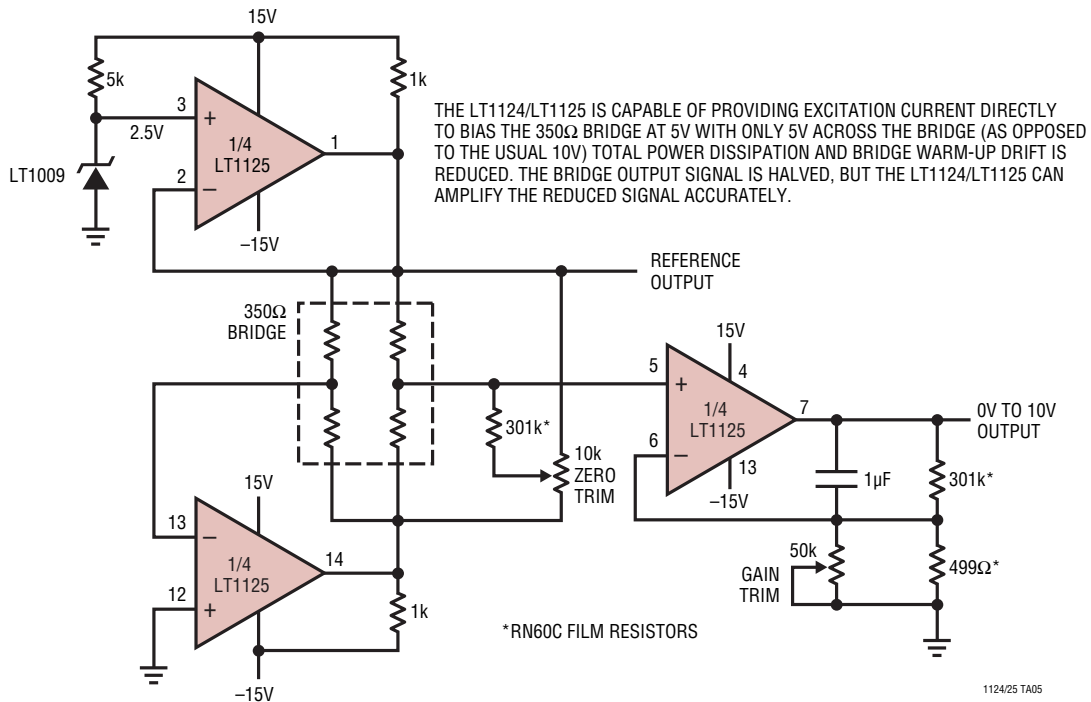 15V
5k
1k
3
+
2.5V
1/4
LT1125
1
LT1009
2
–
–15V
THE LT1124/LT1125 IS CAPABLE OF PROVIDING EXCITATION CURRENT DIRECTLY
TO BIAS THE 350Ω BRIDGE AT 5V WITH ONLY 5V ACROSS THE BRIDGE (AS OPPOSED
TO THE USUAL 10V) TOTAL POWER DISSIPATION AND BRIDGE WARM-UP DRIFT IS
REDUCED. THE BRIDGE OUTPUT SIGNAL IS HALVED, BUT THE LT1124/LT1125 CAN
AMPLIFY THE REDUCED SIGNAL ACCURATELY.
REFERENCE
OUTPUT
350Ω
BRIDGE
15V
5
+
4
1/4
LT1125
7
0V TO 10V
OUTPUT
6
–
13
–15V
301k*
10k
ZERO
TRIM
1µF
301k*
15V
13
–
1/4
LT1125
14
12
+
1k
–15V
50k
GAIN
TRIM
499Ω*
*RN60C FILM RESISTORS
1124/25 TA05